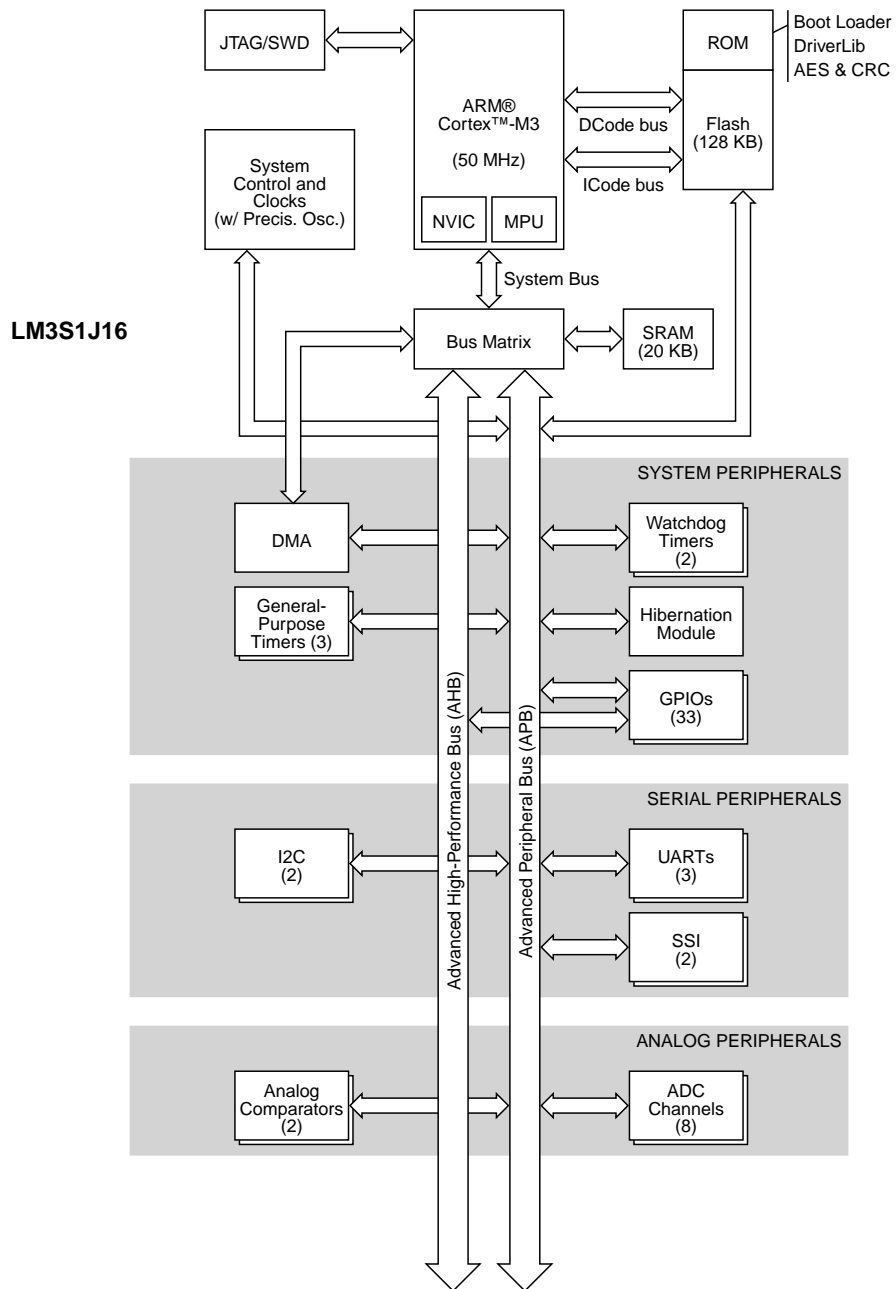 JTAG/SWD
ARM®
Cortex™-M3
(50 MHz)
NVIC
MPU
ROM
Boot Loader
DriverLib
AES & CRC
DCode bus
Flash
(128 KB)
ICode bus
System
Control and
Clocks
(w/ Precis. Osc.)
System Bus
LM3S1J16
Bus Matrix
SRAM
(20 KB)
SYSTEM PERIPHERALS
DMA
Watchdog
Timers
(2)
General-
Purpose
Timers (3)
Hibernation
Module
GPIOs
(33)
Advanced High-Performance Bus (AHB)
Advanced Peripheral Bus (APB)
SERIAL PERIPHERALS
I2C
(2)
UARTs
(3)
SSI
(2)
ANALOG PERIPHERALS
Analog
Comparators
(2)
ADC
Channels
(8)